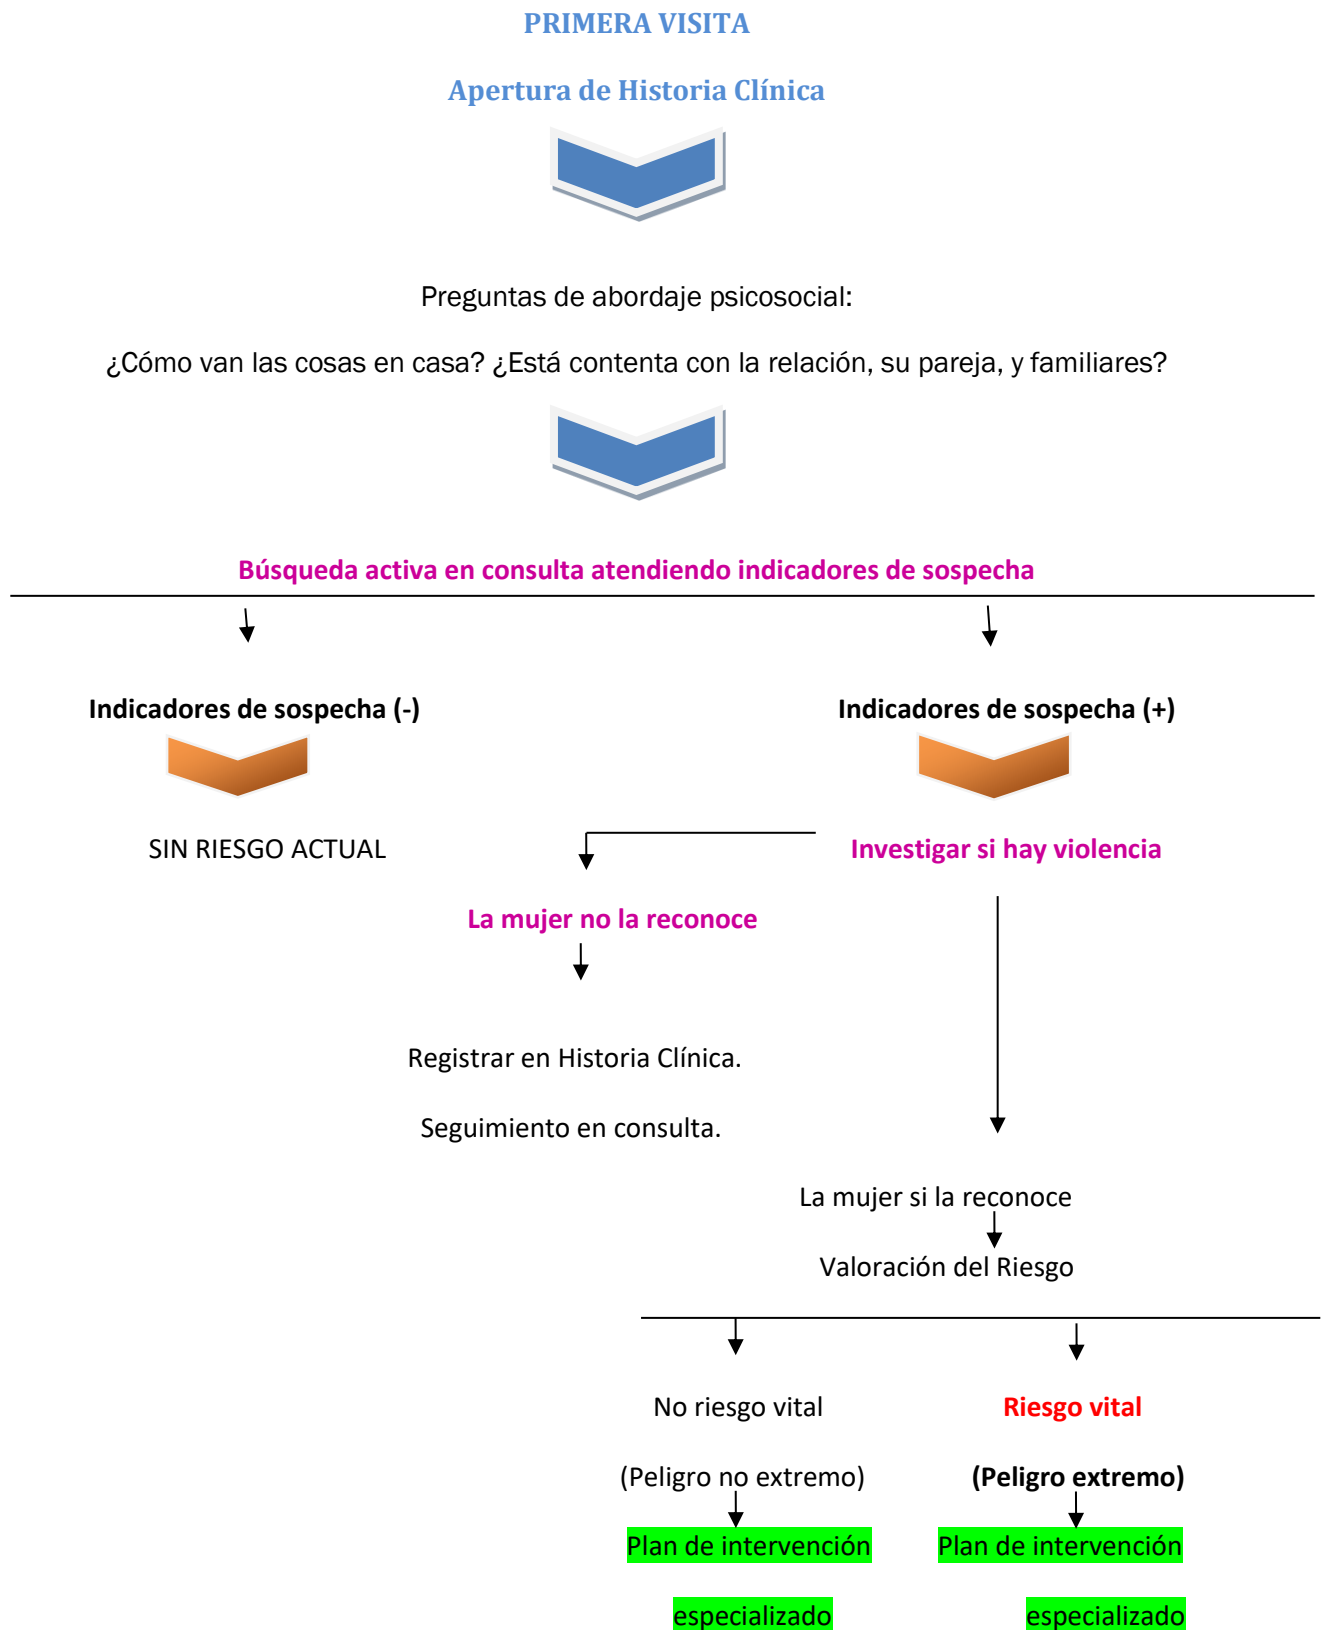 PRIMERA VISITA
Apertura de Historia Clínica
Preguntas de abordaje psicosocial:
¿Cómo van las cosas en casa? ¿Está contenta con la relación, su pareja, y familiares?
Búsqueda activa en consulta atendiendo indicadores de sospecha
Indicadores de sospecha (-)
Indicadores de sospecha (+)
SIN RIESGO ACTUAL
Investigar si hay violencia
La mujer no la reconoce
Registrar en Historia Clínica.
Seguimiento en consulta.
La mujer si la reconoce
Valoración del Riesgo
No riesgo vital
(Peligro no extremo)
Plan de intervención
especializado
Riesgo vital
(Peligro extremo)
Plan de intervención
especializado